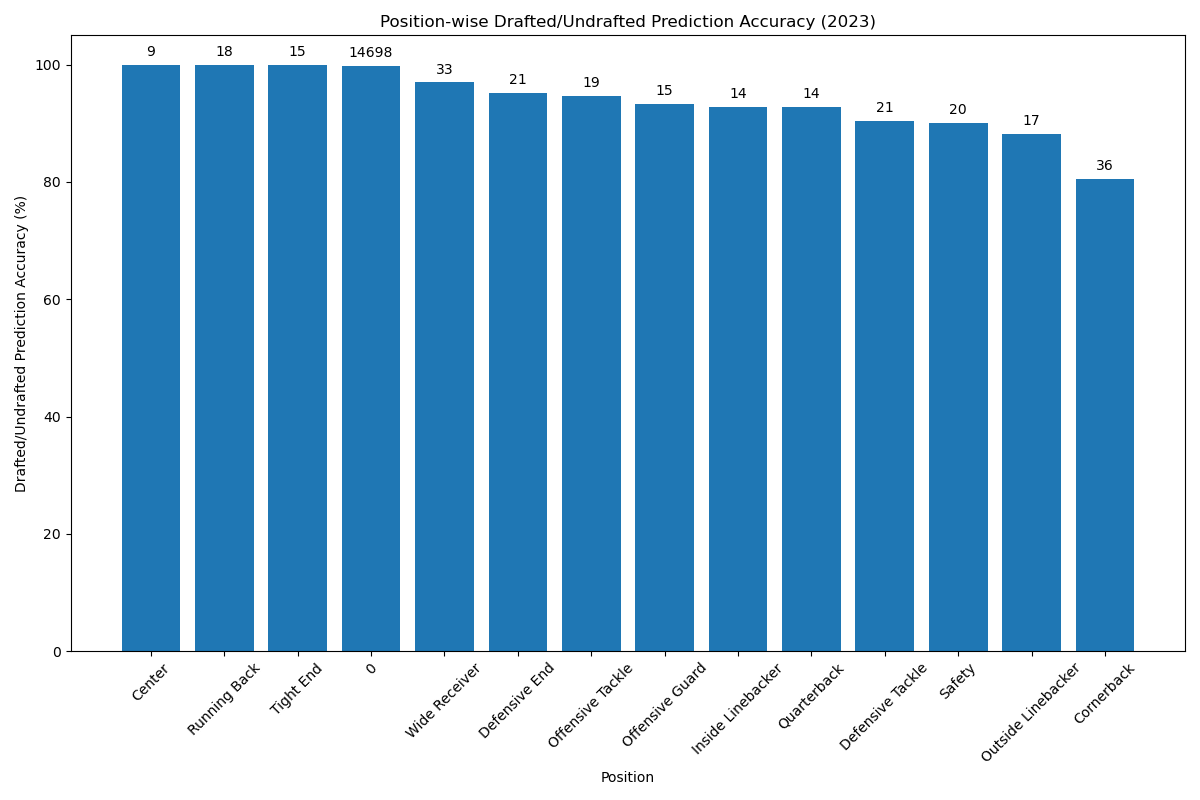 Position-wise Drafted/Undrafted Prediction Accuracy (2023)
Drafted/Undrafted Prediction Accuracy (%)
100
80
60
40
20
0
9
18
15
14698
33
21
19
15
14
14
21
20
17
36
Center
Running Back
Tight End
0
Wide Receiver
Defensive End
Offensive Tackle
Offensive Guard
Inside Linebacker
Quarterback
Defensive Tackle
Safety
Outside Linebacker
Cornerback
Position